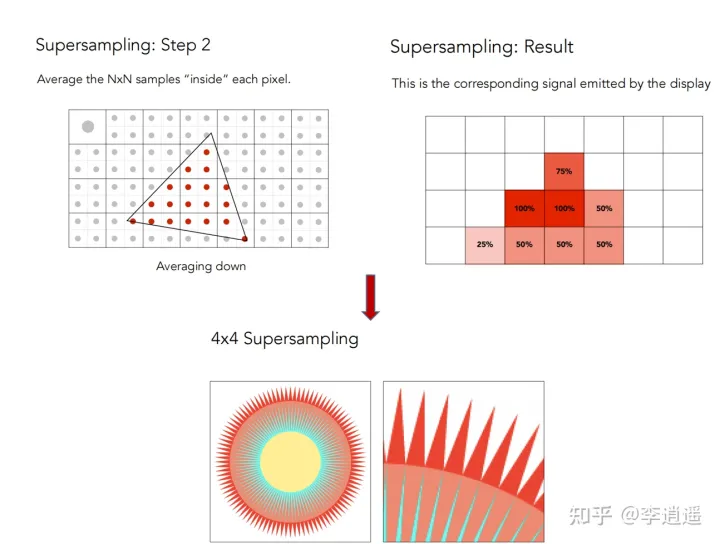 Supersampling: Step 2
Average the NxN samples “inside” each pixel.
Averaging down
Supersampling: Result
This is the corresponding signal emitted by the display
75%
100% 100% 50%
25% 50% 50% 50%
4x4 Supersampling
知乎 @李逍遥